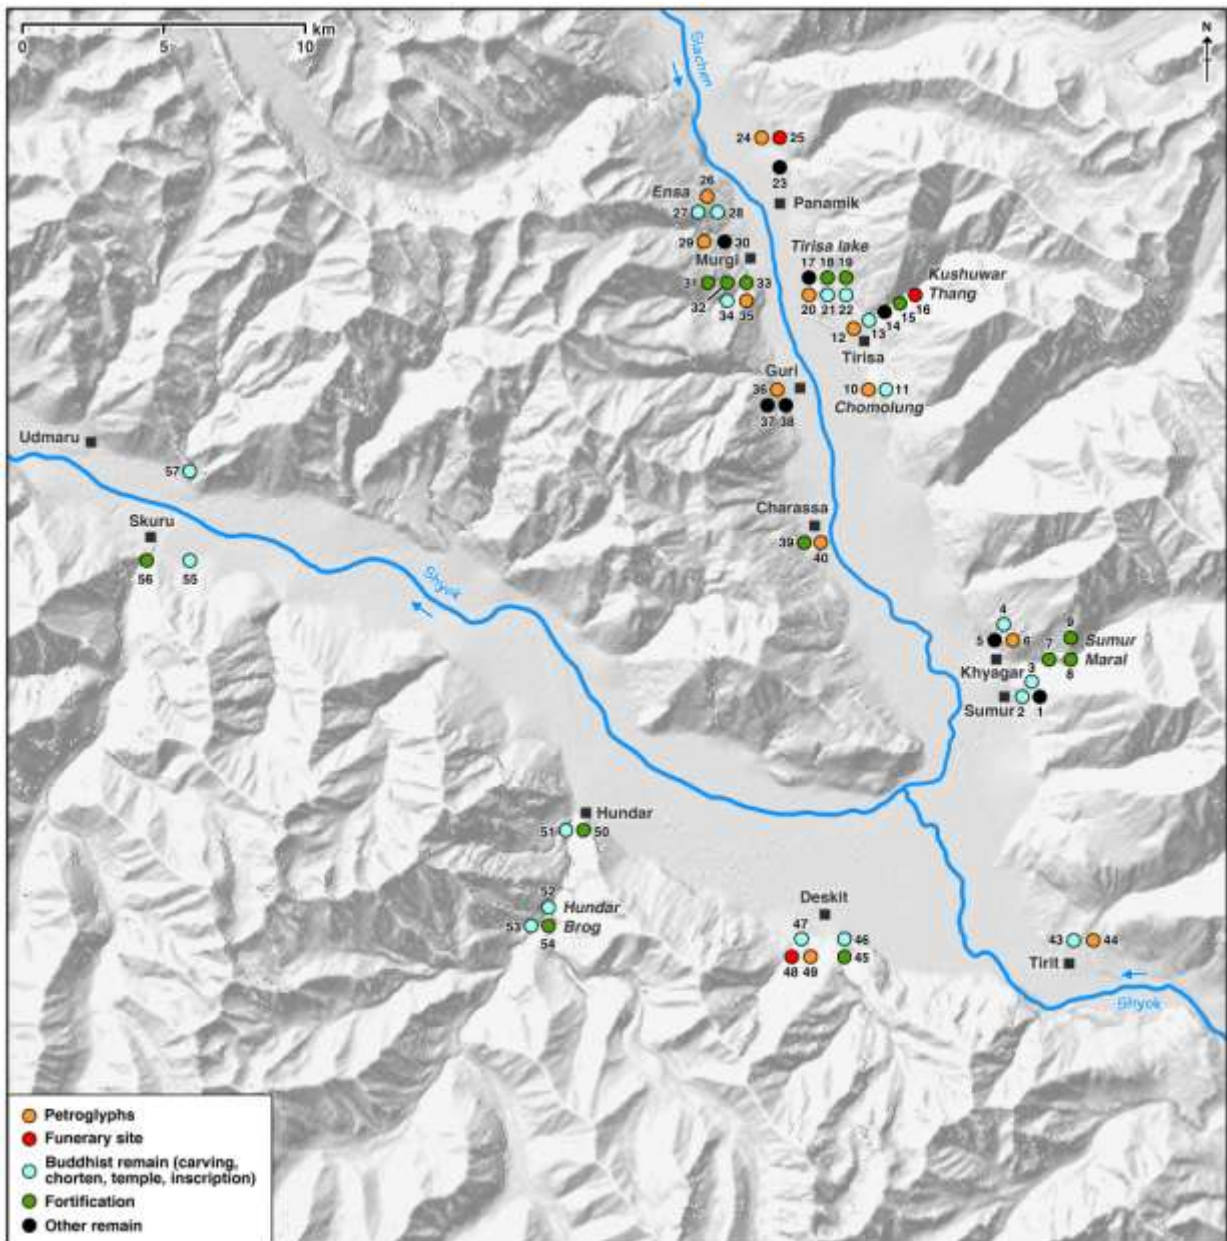 0 5 10 km
N
Siachen
24 25
23
Panamik
26
Ensa
27 28
29 30
Murgi
Tirisa lake
17 18 19
20 21 22
Kushuwar
Thang
31 33
32
34 35
12 13 14 15 16
Tirisa
Guri
36
37 38
10 11
Chomolung
Udmaru
57
Skuru
56 55
Charassa
39 40
Shyok
4
5 6
Khyagar
9
7 8
Sumur
Maral
3
Sumur 2 1
Hundar
51 50
52
Hundar
53 Brog
54
Deskit
47 46
48 49 45
43 44
Tirit
Shyok
Petroglyphs
Funerary site
Buddhist remain (carving,
chorten, temple, inscription)
Fortification
Other remain